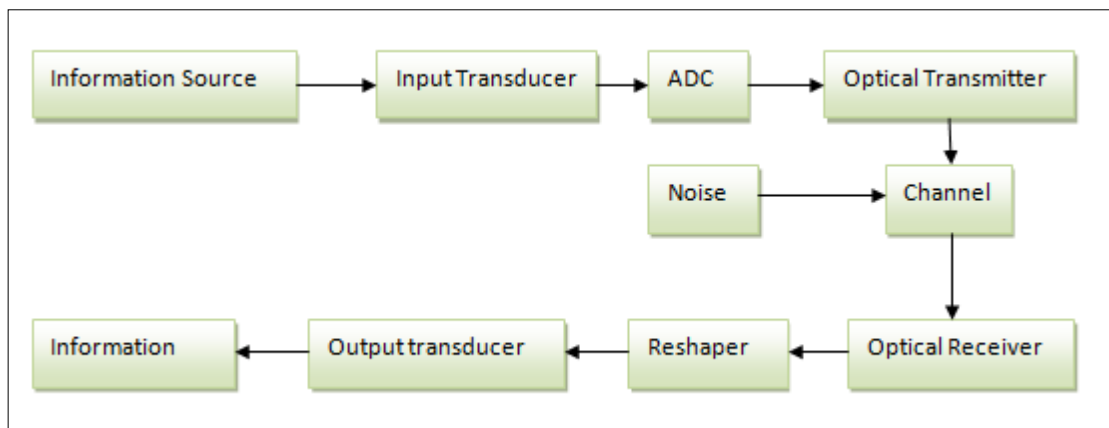 Information Source
Input Transducer
ADC
Optical Transmitter
Noise
Channel
Information
Output transducer
Reshaper
Optical Receiver